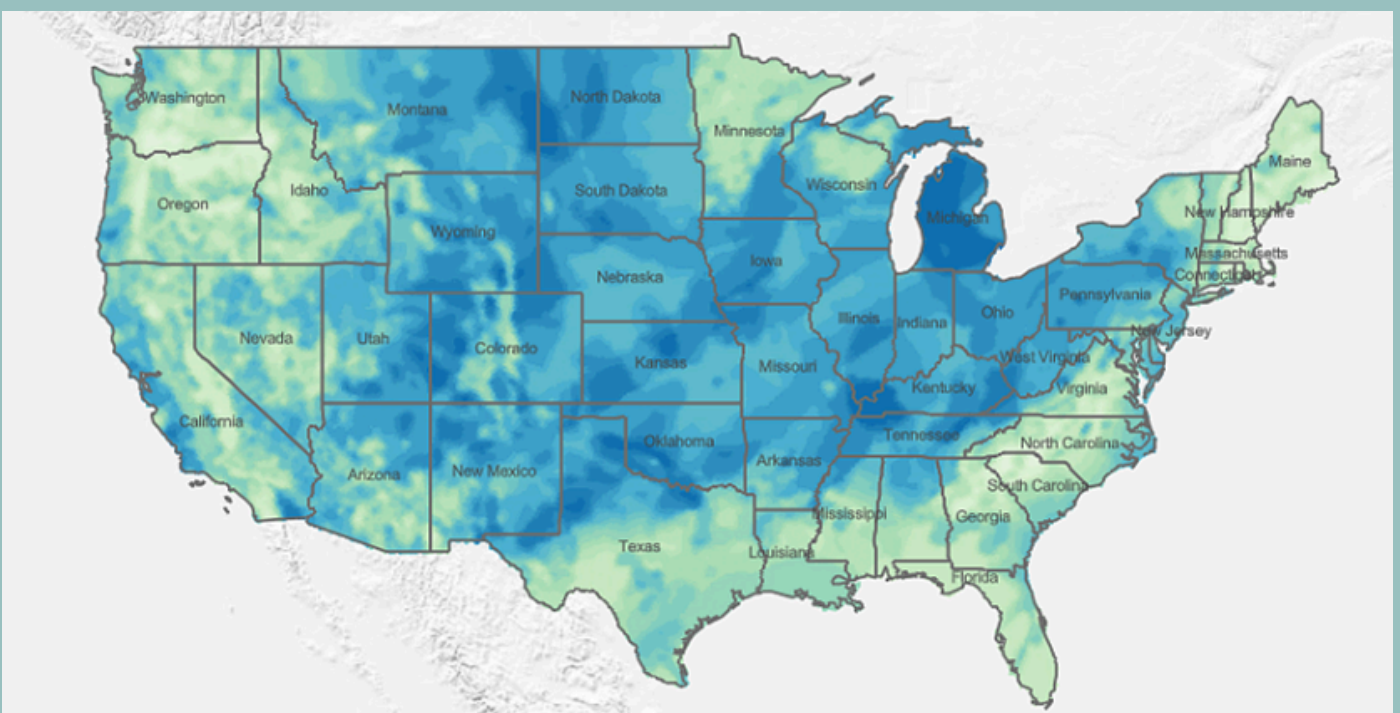 Washington
Montana
North Dakota
Minnesota
Maine
Oregon
Idaho
South Dakota
Wisconsin
Michigan
New Hampshire
Wyoming
Massachusetts
Iowa
Connecticut
Nebraska
Pennsylvania
Ohio
Illinois
Indiana
New Jersey
Nevada
Utah
Colorado
Kansas
Missouri
West Virginia
Kentucky
Virginia
California
Tennessee
North Carolina
Oklahoma
Arkansas
Arizona
New Mexico
South Carolina
Mississippi
Georgia
Texas
Louisiana
Florida